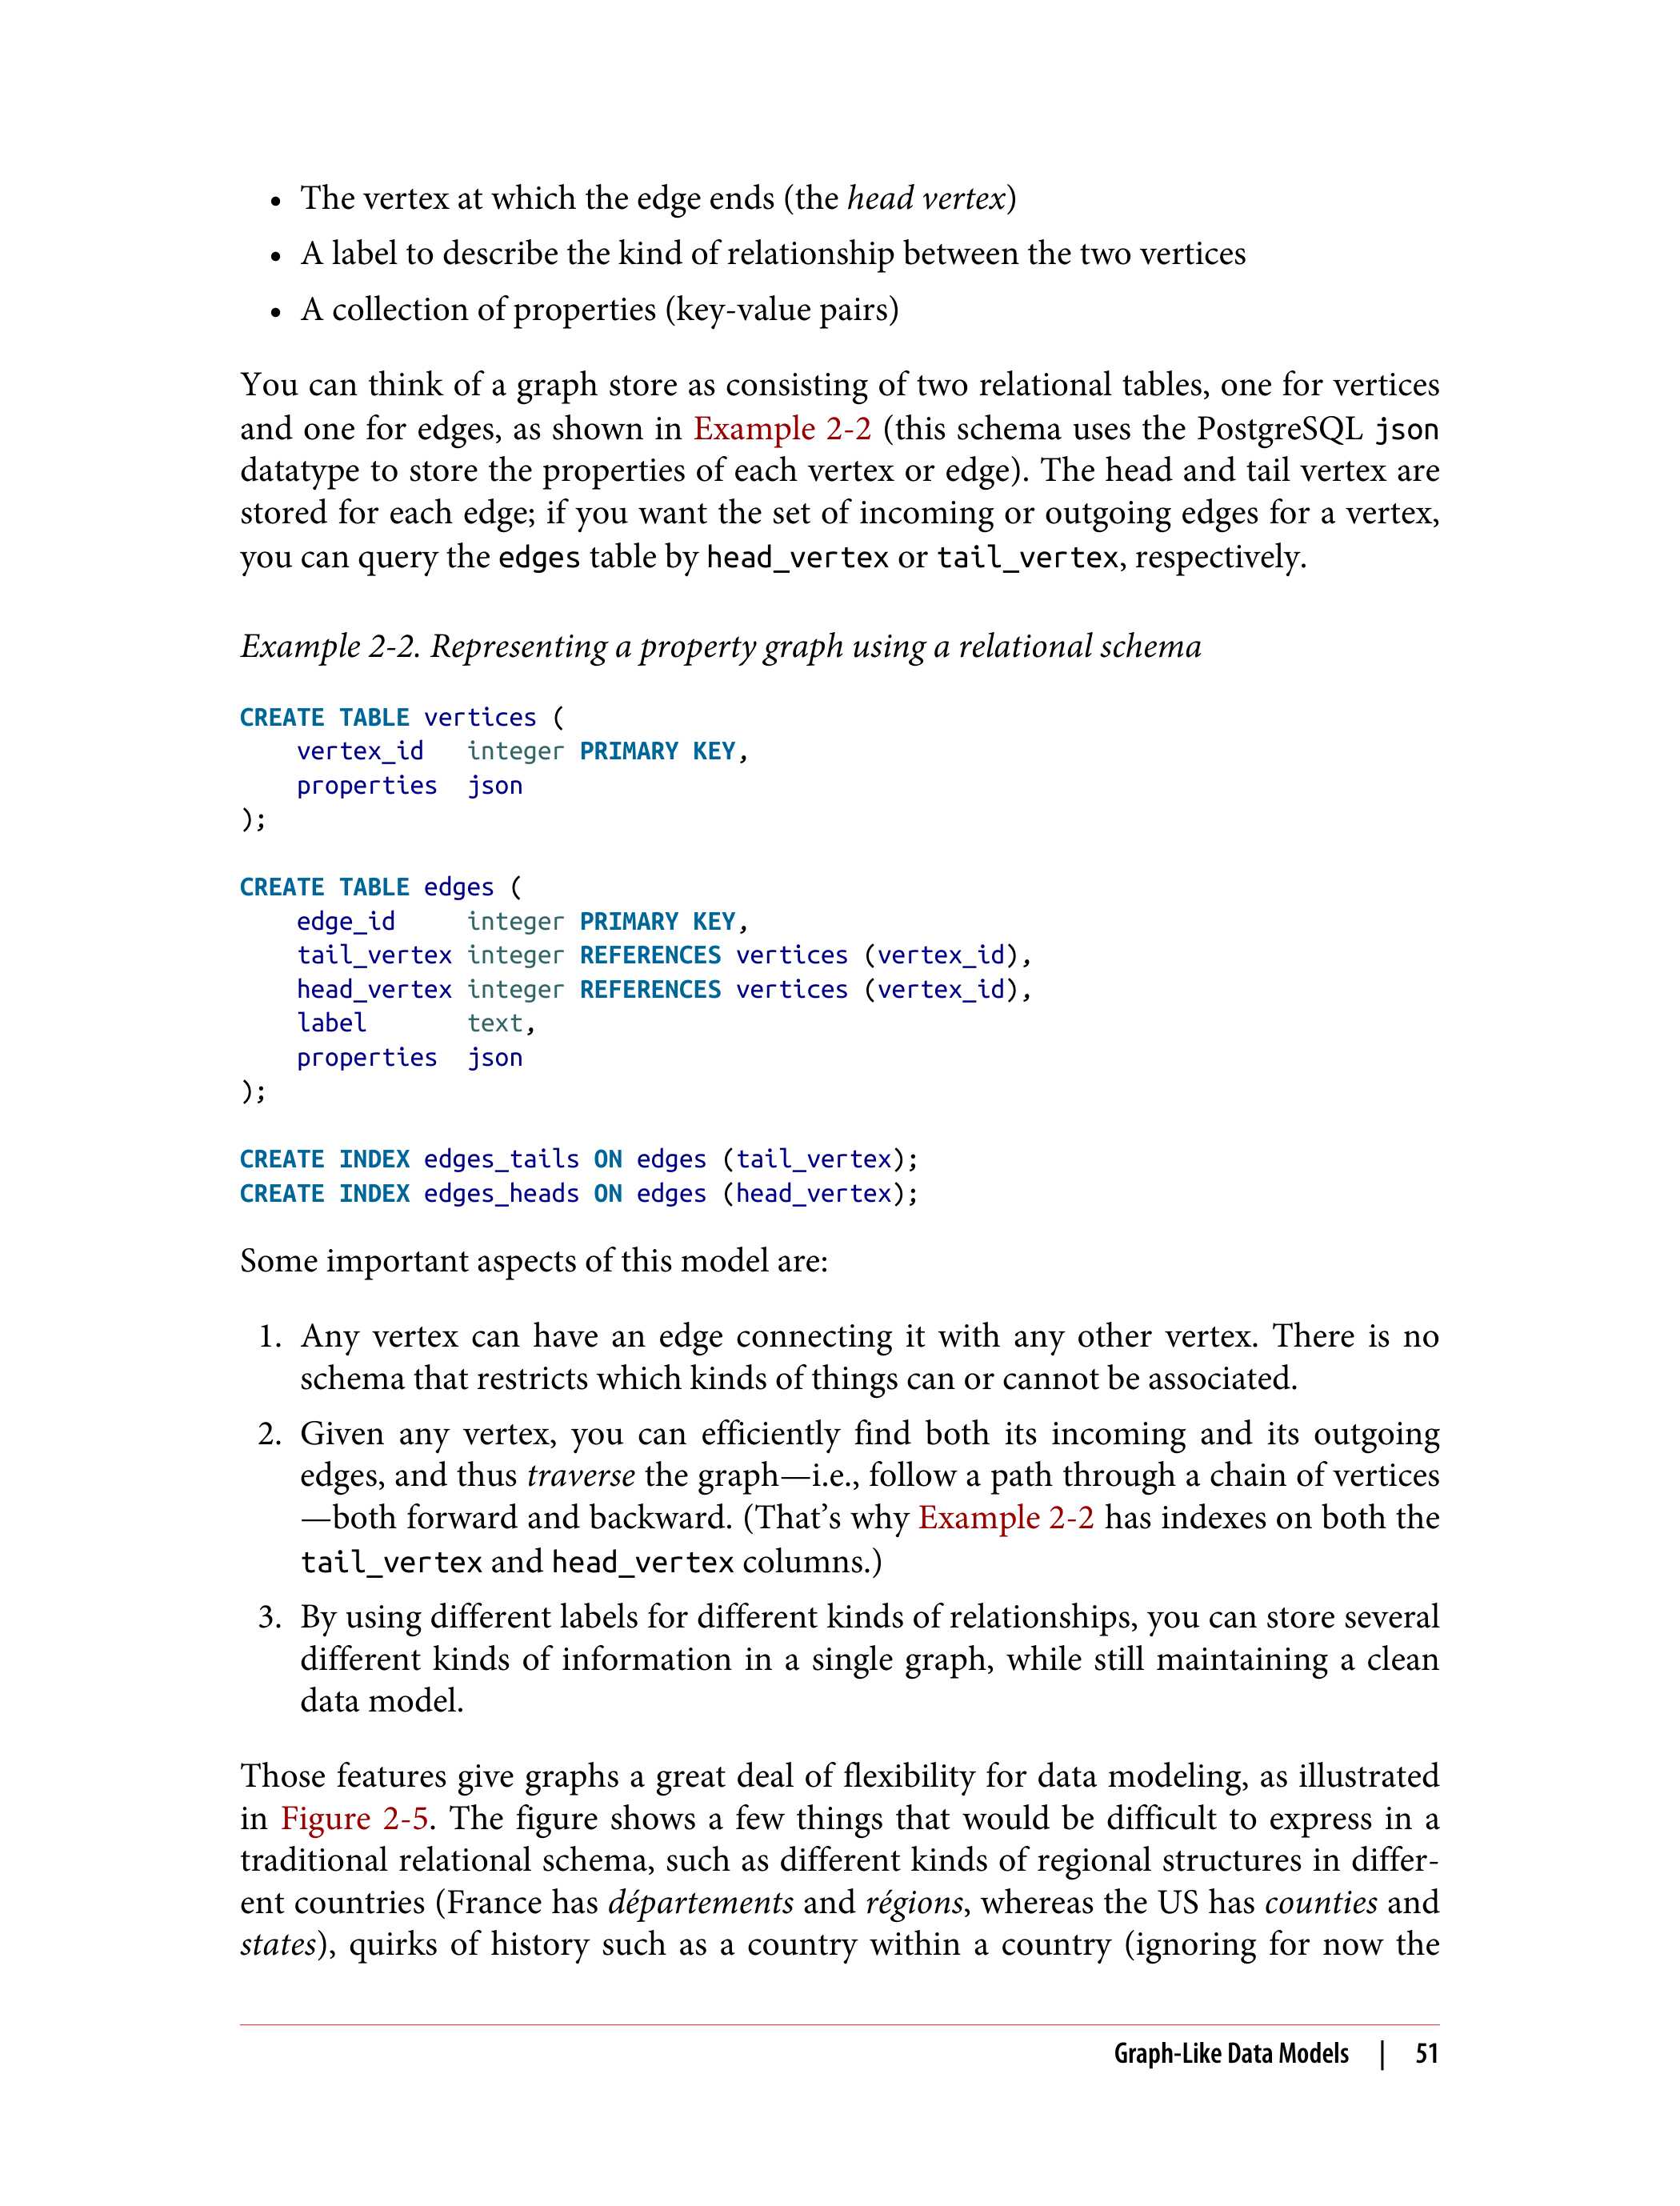 • The vertex at which the edge ends (the head vertex)
• A label to describe the kind of relationship between the two vertices
• A collection of properties (key-value pairs)
You can think of a graph store as consisting of two relational tables, one for vertices
and one for edges, as shown in Example 2-2 (this schema uses the PostgreSQL json
datatype to store the properties of each vertex or edge). The head and tail vertex are
stored for each edge; if you want the set of incoming or outgoing edges for a vertex,
you can query the edges table by head_vertex or tail_vertex, respectively.
Example 2-2. Representing a property graph using a relational schema
CREATE TABLE vertices (
    vertex_id   integer PRIMARY KEY,
    properties  json
);
CREATE TABLE edges (
    edge_id     integer PRIMARY KEY,
    tail_vertex integer REFERENCES vertices (vertex_id),
    head_vertex integer REFERENCES vertices (vertex_id),
    label       text,
    properties  json
);
CREATE INDEX edges_tails ON edges (tail_vertex);
CREATE INDEX edges_heads ON edges (head_vertex);
Some important aspects of this model are:
1. Any vertex can have an edge connecting it with any other vertex. There is no
schema that restricts which kinds of things can or cannot be associated.
2. Given any vertex, you can efficiently find both its incoming and its outgoing
edges, and thus traverse the graph—i.e., follow a path through a chain of vertices
—both forward and backward. (That’s why Example 2-2 has indexes on both the
tail_vertex and head_vertex columns.)
3. By using different labels for different kinds of relationships, you can store several
different kinds of information in a single graph, while still maintaining a clean
data model.
Those features give graphs a great deal of flexibility for data modeling, as illustrated
in Figure 2-5. The figure shows a few things that would be difficult to express in a
traditional relational schema, such as different kinds of regional structures in differ-
ent countries (France has départements and régions, whereas the US has counties and
states), quirks of history such as a country within a country (ignoring for now the
Graph-Like Data Models | 51